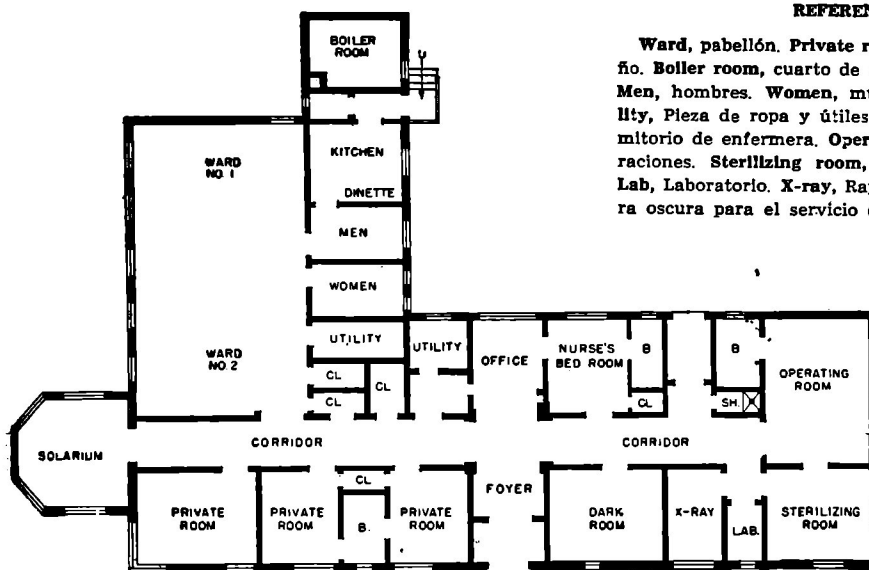 REFEREN
Ward, pabellón. Private r
ño. Boiler room, cuarto de
Men, hombres. Women, mu
lity, Pieza de ropa y útiles
mitorio de enfermera. Oper
raciones. Sterilizing room,
Lab, Laboratorio. X-ray, Ray
ra oscura para el servicio
BOILER
ROOM
U
KITCHEN
DINETTE
WARD
NO. 1
MEN
WOMEN
UTILITY
WARD
NO. 2
CL
CL
CL
UTILITY
OFFICE
NURSE'S
BED ROOM
B
CL
B
SH.
OPERATING
ROOM
SOLARIUM
CORRIDOR
CORRIDOR
PRIVATE
ROOM
PRIVATE
ROOM
CL
B.
PRIVATE
ROOM
FOYER
DARK
ROOM
X-RAY
LAB.
STERILIZING
ROOM